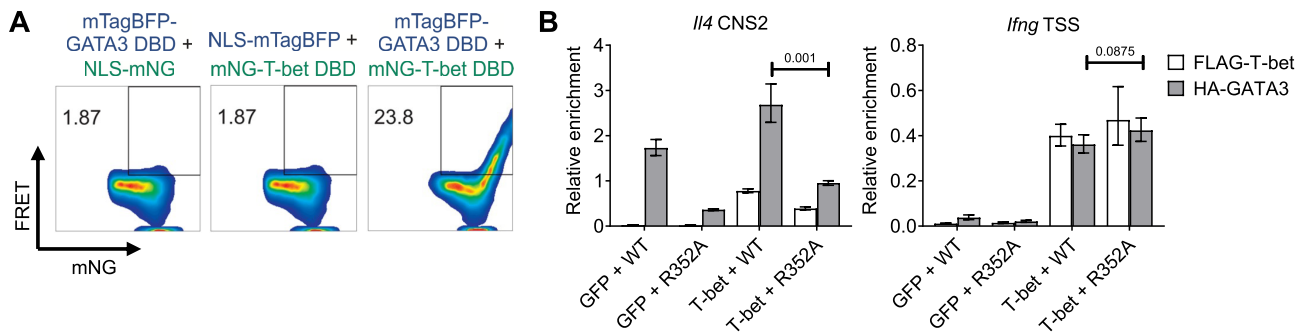 A
mTagBFP-
GATA3 DBD +
NLS-mNG
NLS-mTagBFP +
mNG-T-bet DBD
mTagBFP-
GATA3 DBD +
mNG-T-bet DBD
1.87
1.87
23.8
FRET
mNG
B
Il4 CNS2
Relative enrichment
4
3
2
1
0
0.001
GFP + WT
GFP + R352A
T-bet + WT
T-bet + R352A
Ifng TSS
Relative enrichment
0.8
0.6
0.4
0.2
0.0
0.0875
GFP + WT
GFP + R352A
T-bet + WT
T-bet + R352A
FLAG-T-bet
HA-GATA3